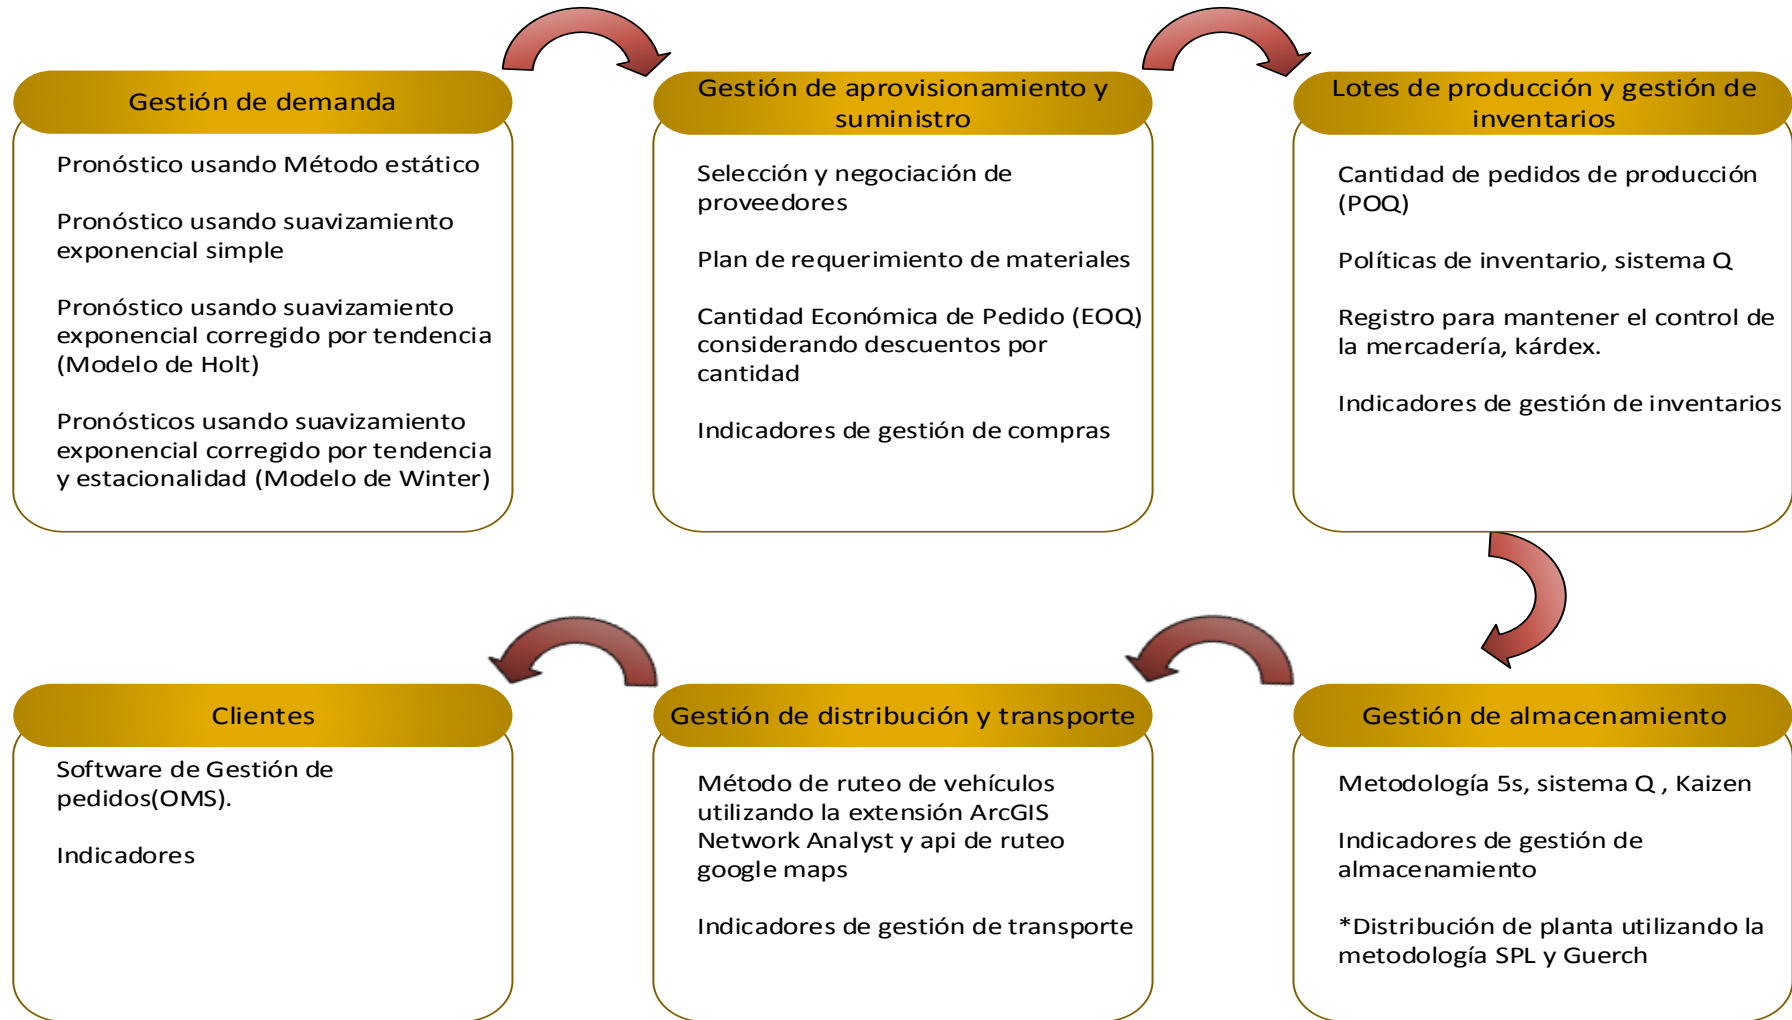 Gestión de demanda
Pronóstico usando Método estático
Pronóstico usando suavizamiento
exponencial simple
Pronóstico usando suavizamiento
exponencial corregido por tendencia
(Modelo de Holt)
Pronósticos usando suavizamiento
exponencial corregido por tendencia
y estacionalidad (Modelo de Winter)
Gestión de aprovisionamiento y
suministro
Selección y negociación de
proveedores
Plan de requerimiento de materiales
Cantidad Económica de Pedido (EOQ)
considerando descuentos por
cantidad
Indicadores de gestión de compras
Lotes de producción y gestión de
inventarios
Cantidad de pedidos de producción
(POQ)
Políticas de inventario, sistema Q
Registro para mantener el control de
la mercadería, kárdex.
Indicadores de gestión de inventarios
Clientes
Software de Gestión de
pedidos(OMS).
Indicadores
Gestión de distribución y transporte
Método de ruteo de vehículos
utilizando la extensión ArcGIS
Network Analyst y api de ruteo
google maps
Indicadores de gestión de transporte
Gestión de almacenamiento
Metodología 5s, sistema Q , Kaizen
Indicadores de gestión de
almacenamiento
*Distribución de planta utilizando la
metodología SPL y Guerch